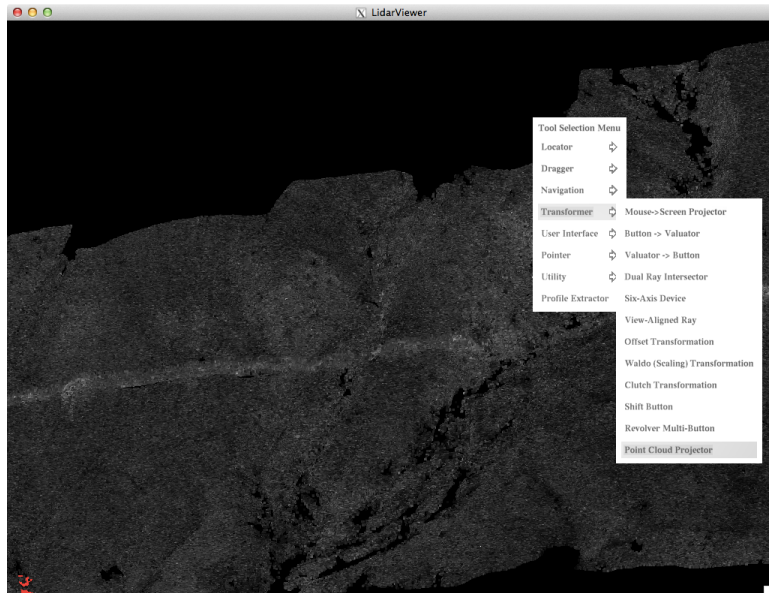 LidarViewer
Tool Selection Menu
Locator
Dragger
Navigation
Transformer
User Interface
Pointer
Utility
Profile Extractor
Mouse->Screen Projector
Button -> Valuator
Valuator -> Button
Dual Ray Intersector
Six-Axis Device
View-Aligned Ray
Offset Transformation
Waldo (Scaling) Transformation
Clutch Transformation
Shift Button
Revolver Multi-Button
Point Cloud Projector